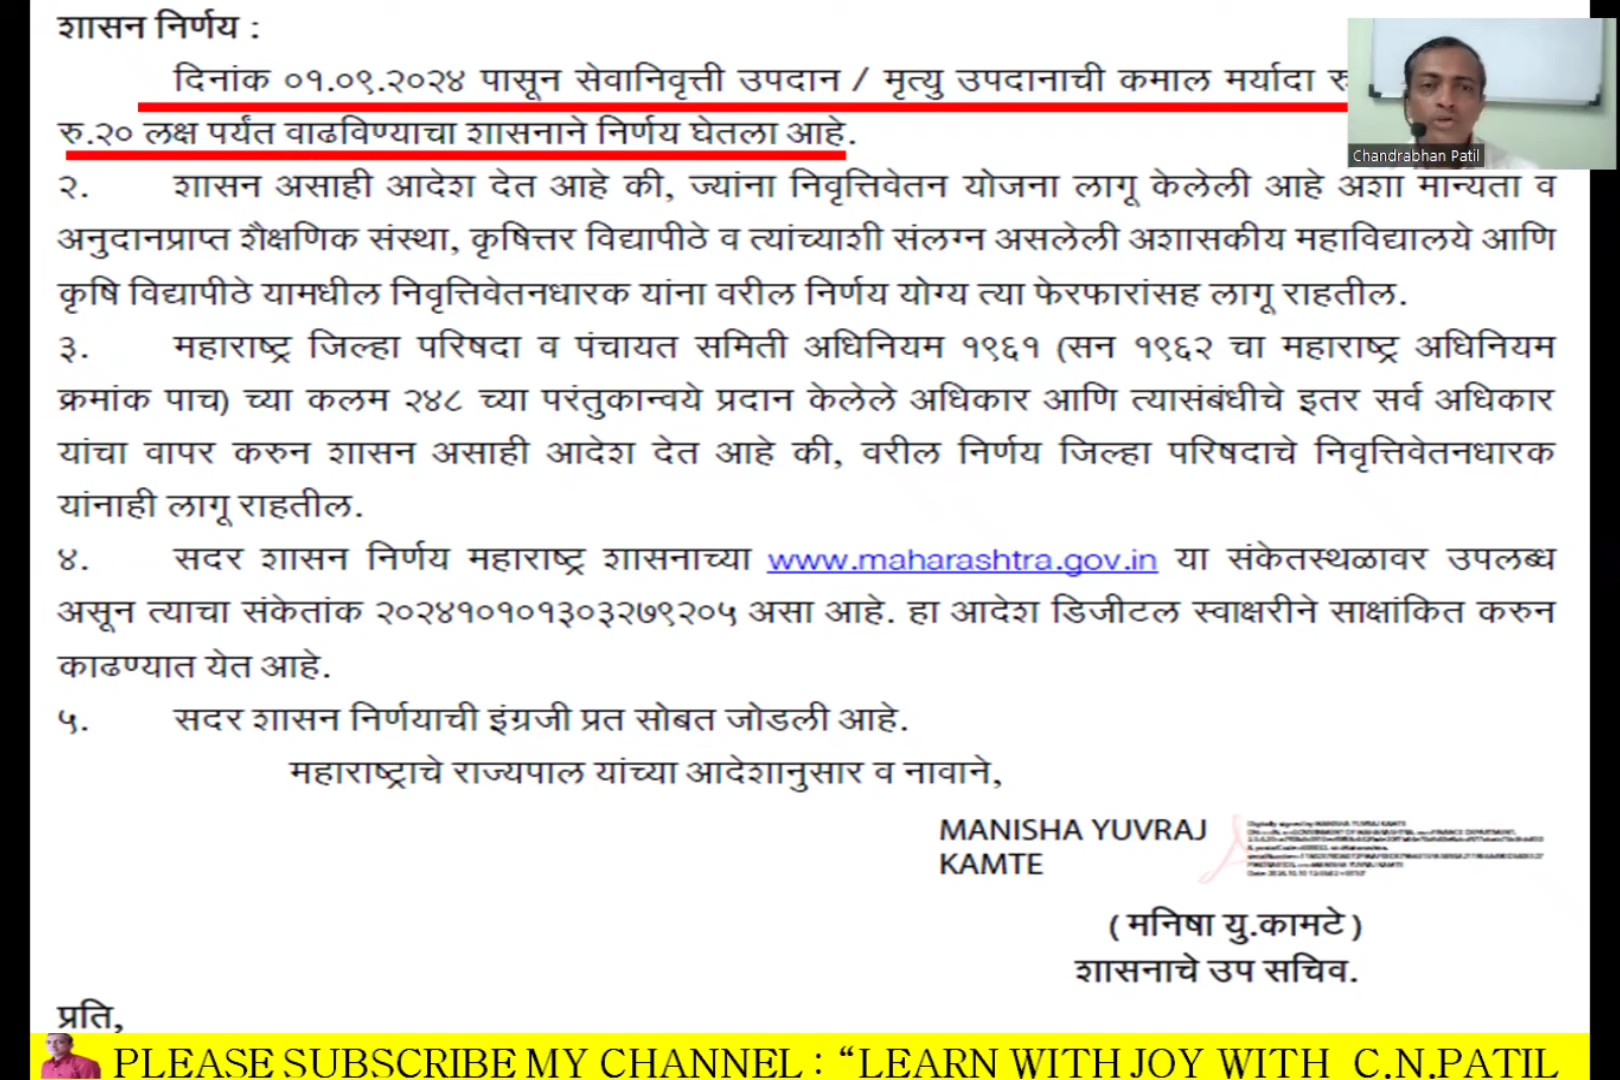 शासन निर्णय :
दिनांक ०१.०९.२०२४ पासून सेवानिवृत्ती उपदान / मृत्यु उपदानाची कमाल मर्यादा
रु.२० लक्ष पर्यंत वाढविण्याचा शासनाने निर्णय घेतला आहे.
Chandrabhan Patil
२. शासन असाही आदेश देत आहे की, ज्यांना निवृत्तिवेतन योजना लागू केलेली आहे अशा मान्यता व
अनुदानप्राप्त शैक्षणिक संस्था, कृषित्तर विद्यापीठे व त्यांच्याशी संलग्न असलेली अशासकीय महाविद्यालये आणि
कृषि विद्यापीठे यामधील निवृत्तिवेतनधारक यांना वरील निर्णय योग्य त्या फेरफारांसह लागू राहतील.
३. महाराष्ट्र जिल्हा परिषदा व पंचायत समिती अधिनियम १९६१ (सन १९६२ चा महाराष्ट्र अधिनियम
क्रमांक पाच) च्या कलम २४८ च्या परंतुकान्वये प्रदान केलेले अधिकार आणि त्यासंबंधीचे इतर सर्व अधिकार
यांचा वापर करुन शासन असाही आदेश देत आहे की, वरील निर्णय जिल्हा परिषदाचे निवृत्तिवेतनधारक
यांनाही लागू राहतील.
४. सदर शासन निर्णय महाराष्ट्र शासनाच्या www.maharashtra.gov.in या संकेतस्थळावर उपलब्ध
असून त्याचा संकेतांक २०२४१०१०१३०३२७९२०५ असा आहे. हा आदेश डिजीटल स्वाक्षरीने साक्षांकित करुन
काढण्यात येत आहे.
५. सदर शासन निर्णयाची इंग्रजी प्रत सोबत जोडली आहे.
महाराष्ट्राचे राज्यपाल यांच्या आदेशानुसार व नावाने,
MANISHA YUVRAJ
KAMTE
( मनिषा यु.कामटे )
शासनाचे उप सचिव.
प्रति,
PLEASE SUBSCRIBE MY CHANNEL : “LEARN WITH JOY WITH C.N.PATIL